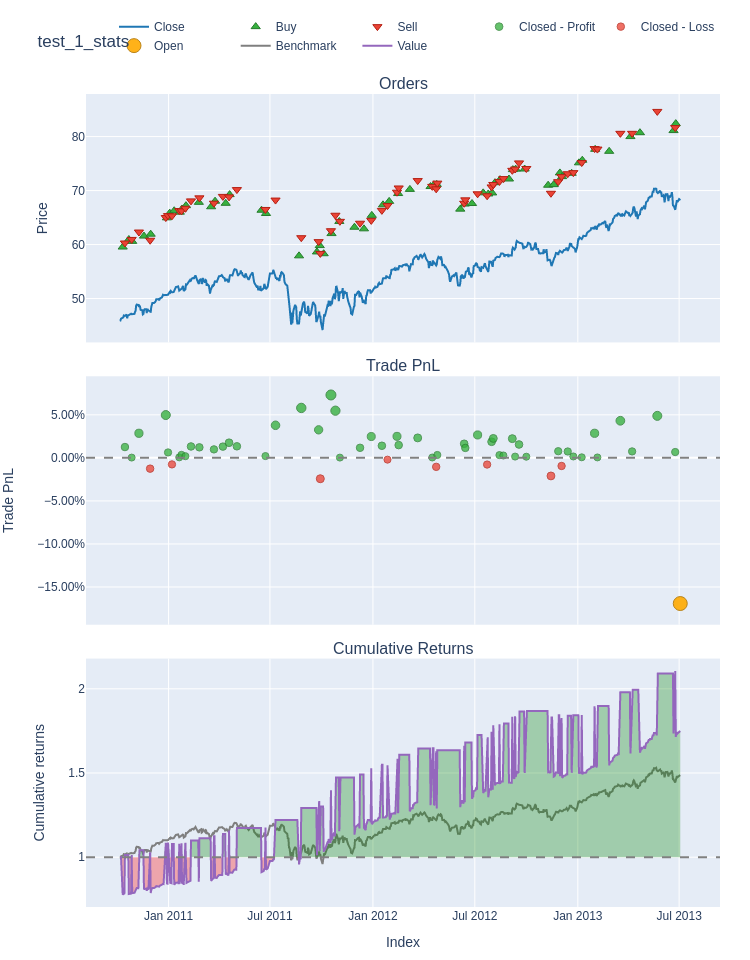 test_1_stats
Close
Buy
Sell
Closed - Profit
Closed - Loss
Open
Benchmark
Value
Orders
Price
80
70
60
50
Trade PnL
Trade PnL
5.00%
0.00%
−5.00%
−10.00%
−15.00%
Cumulative Returns
Cumulative returns
2
1.5
1
Jan 2011
Jul 2011
Jan 2012
Jul 2012
Jan 2013
Jul 2013
Index